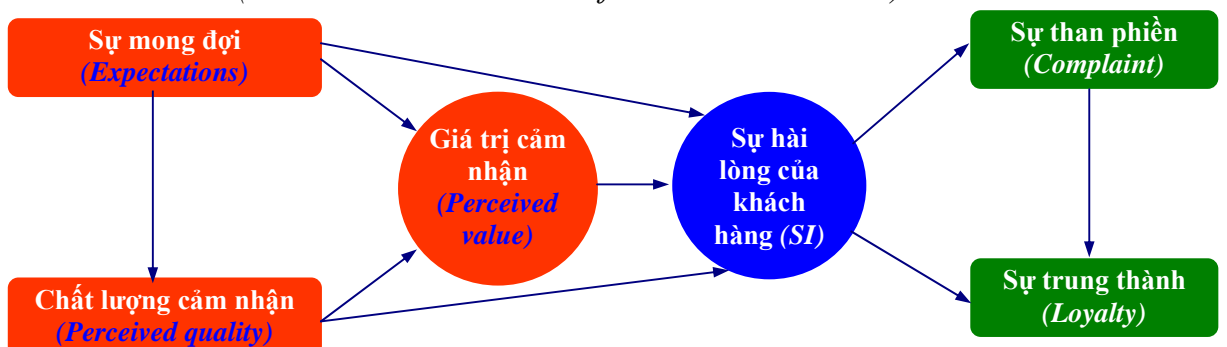 Sự mong đợi
(Expectations)
Sự than phiền
(Complaint)
Giá trị cảm
nhận
(Perceived
value)
Sự hài
lòng của
khách
hàng (SI)
Chất lượng cảm nhận
(Perceived quality)
Sự trung thành
(Loyalty)